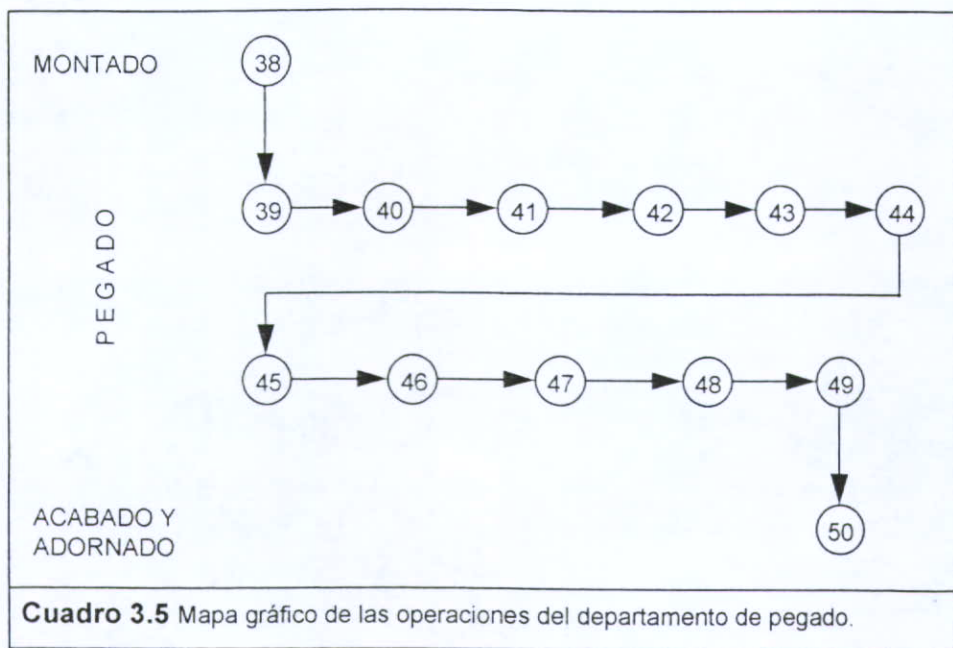 MONTADO
38
PEGADO
39 40 41 42 43 44
45 46 47 48 49
ACABADO Y
ADORNADO
50
Cuadro 3.5 Mapa gráfico de las operaciones del departamento de pegado.